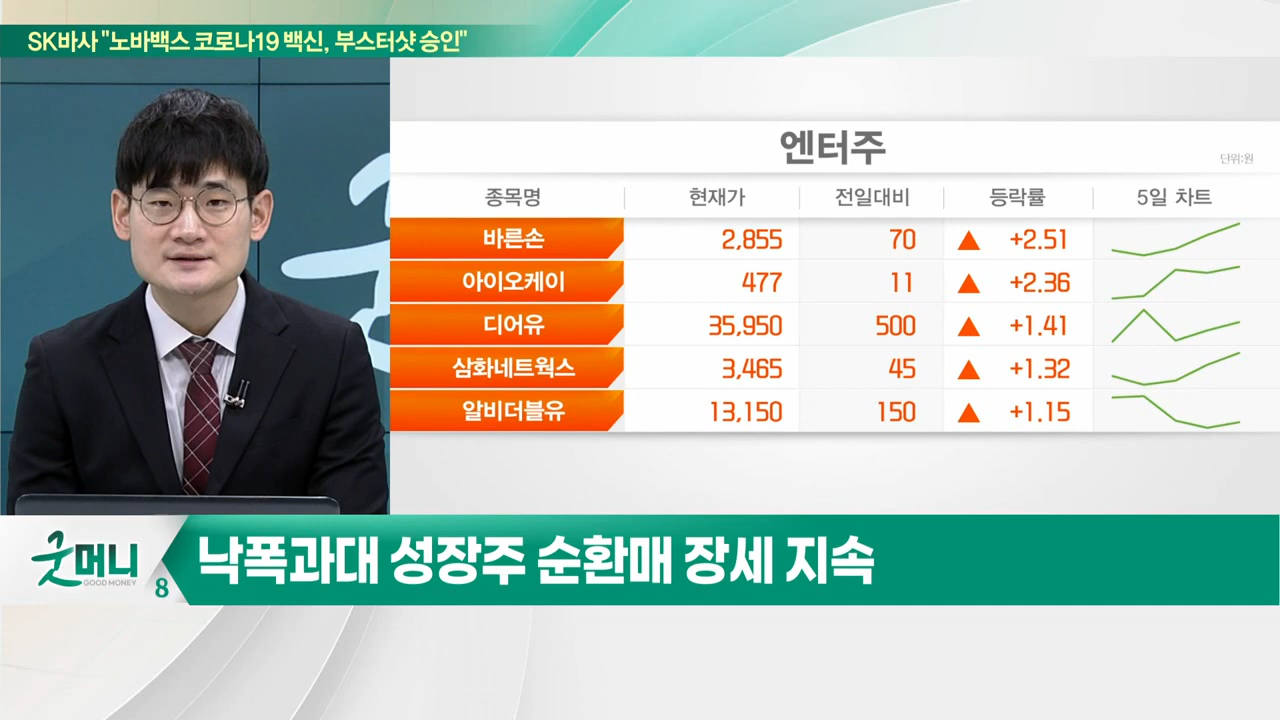 SK바사 "노바백스 코로나19 백신, 부스터샷 승인"
엔터주
단위:원
종목명 현재가 전일대비 등락률 5일 차트
바른손 2,855 70 ▲ +2.51
아이오케이 477 11 ▲ +2.36
디어유 35,950 500 ▲ +1.41
삼화네트웍스 3,465 45 ▲ +1.32
알비더블유 13,150 150 ▲ +1.15
굿머니
GOOD MONEY
8
낙폭과대 성장주 순환매 장세 지속